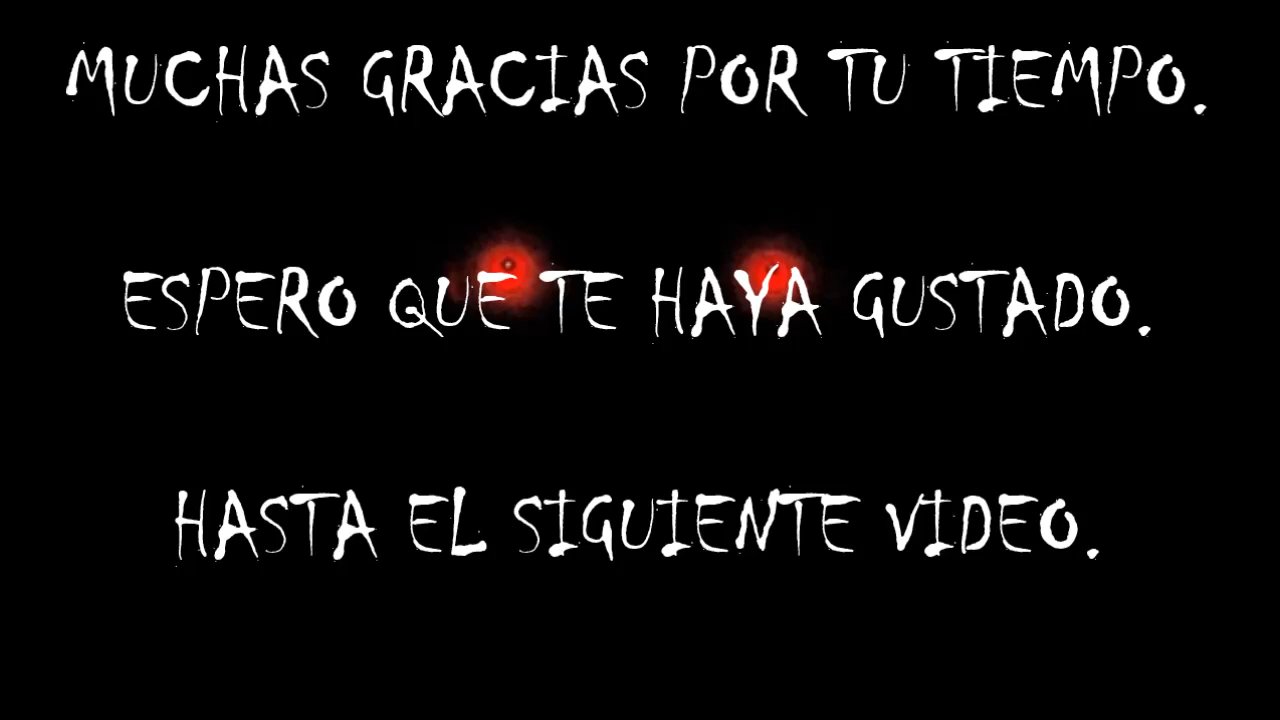 MUCHAS GRACIAS POR TU TIEMPO.
ESPERO QUE TE HAYA GUSTADO.
HASTA EL SIGUIENTE VIDEO.